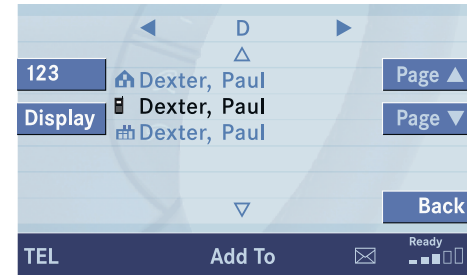 D
123
Dexter, Paul
Page
Display
Dexter, Paul
Page
Dexter, Paul
Back
TEL
Add To
Ready